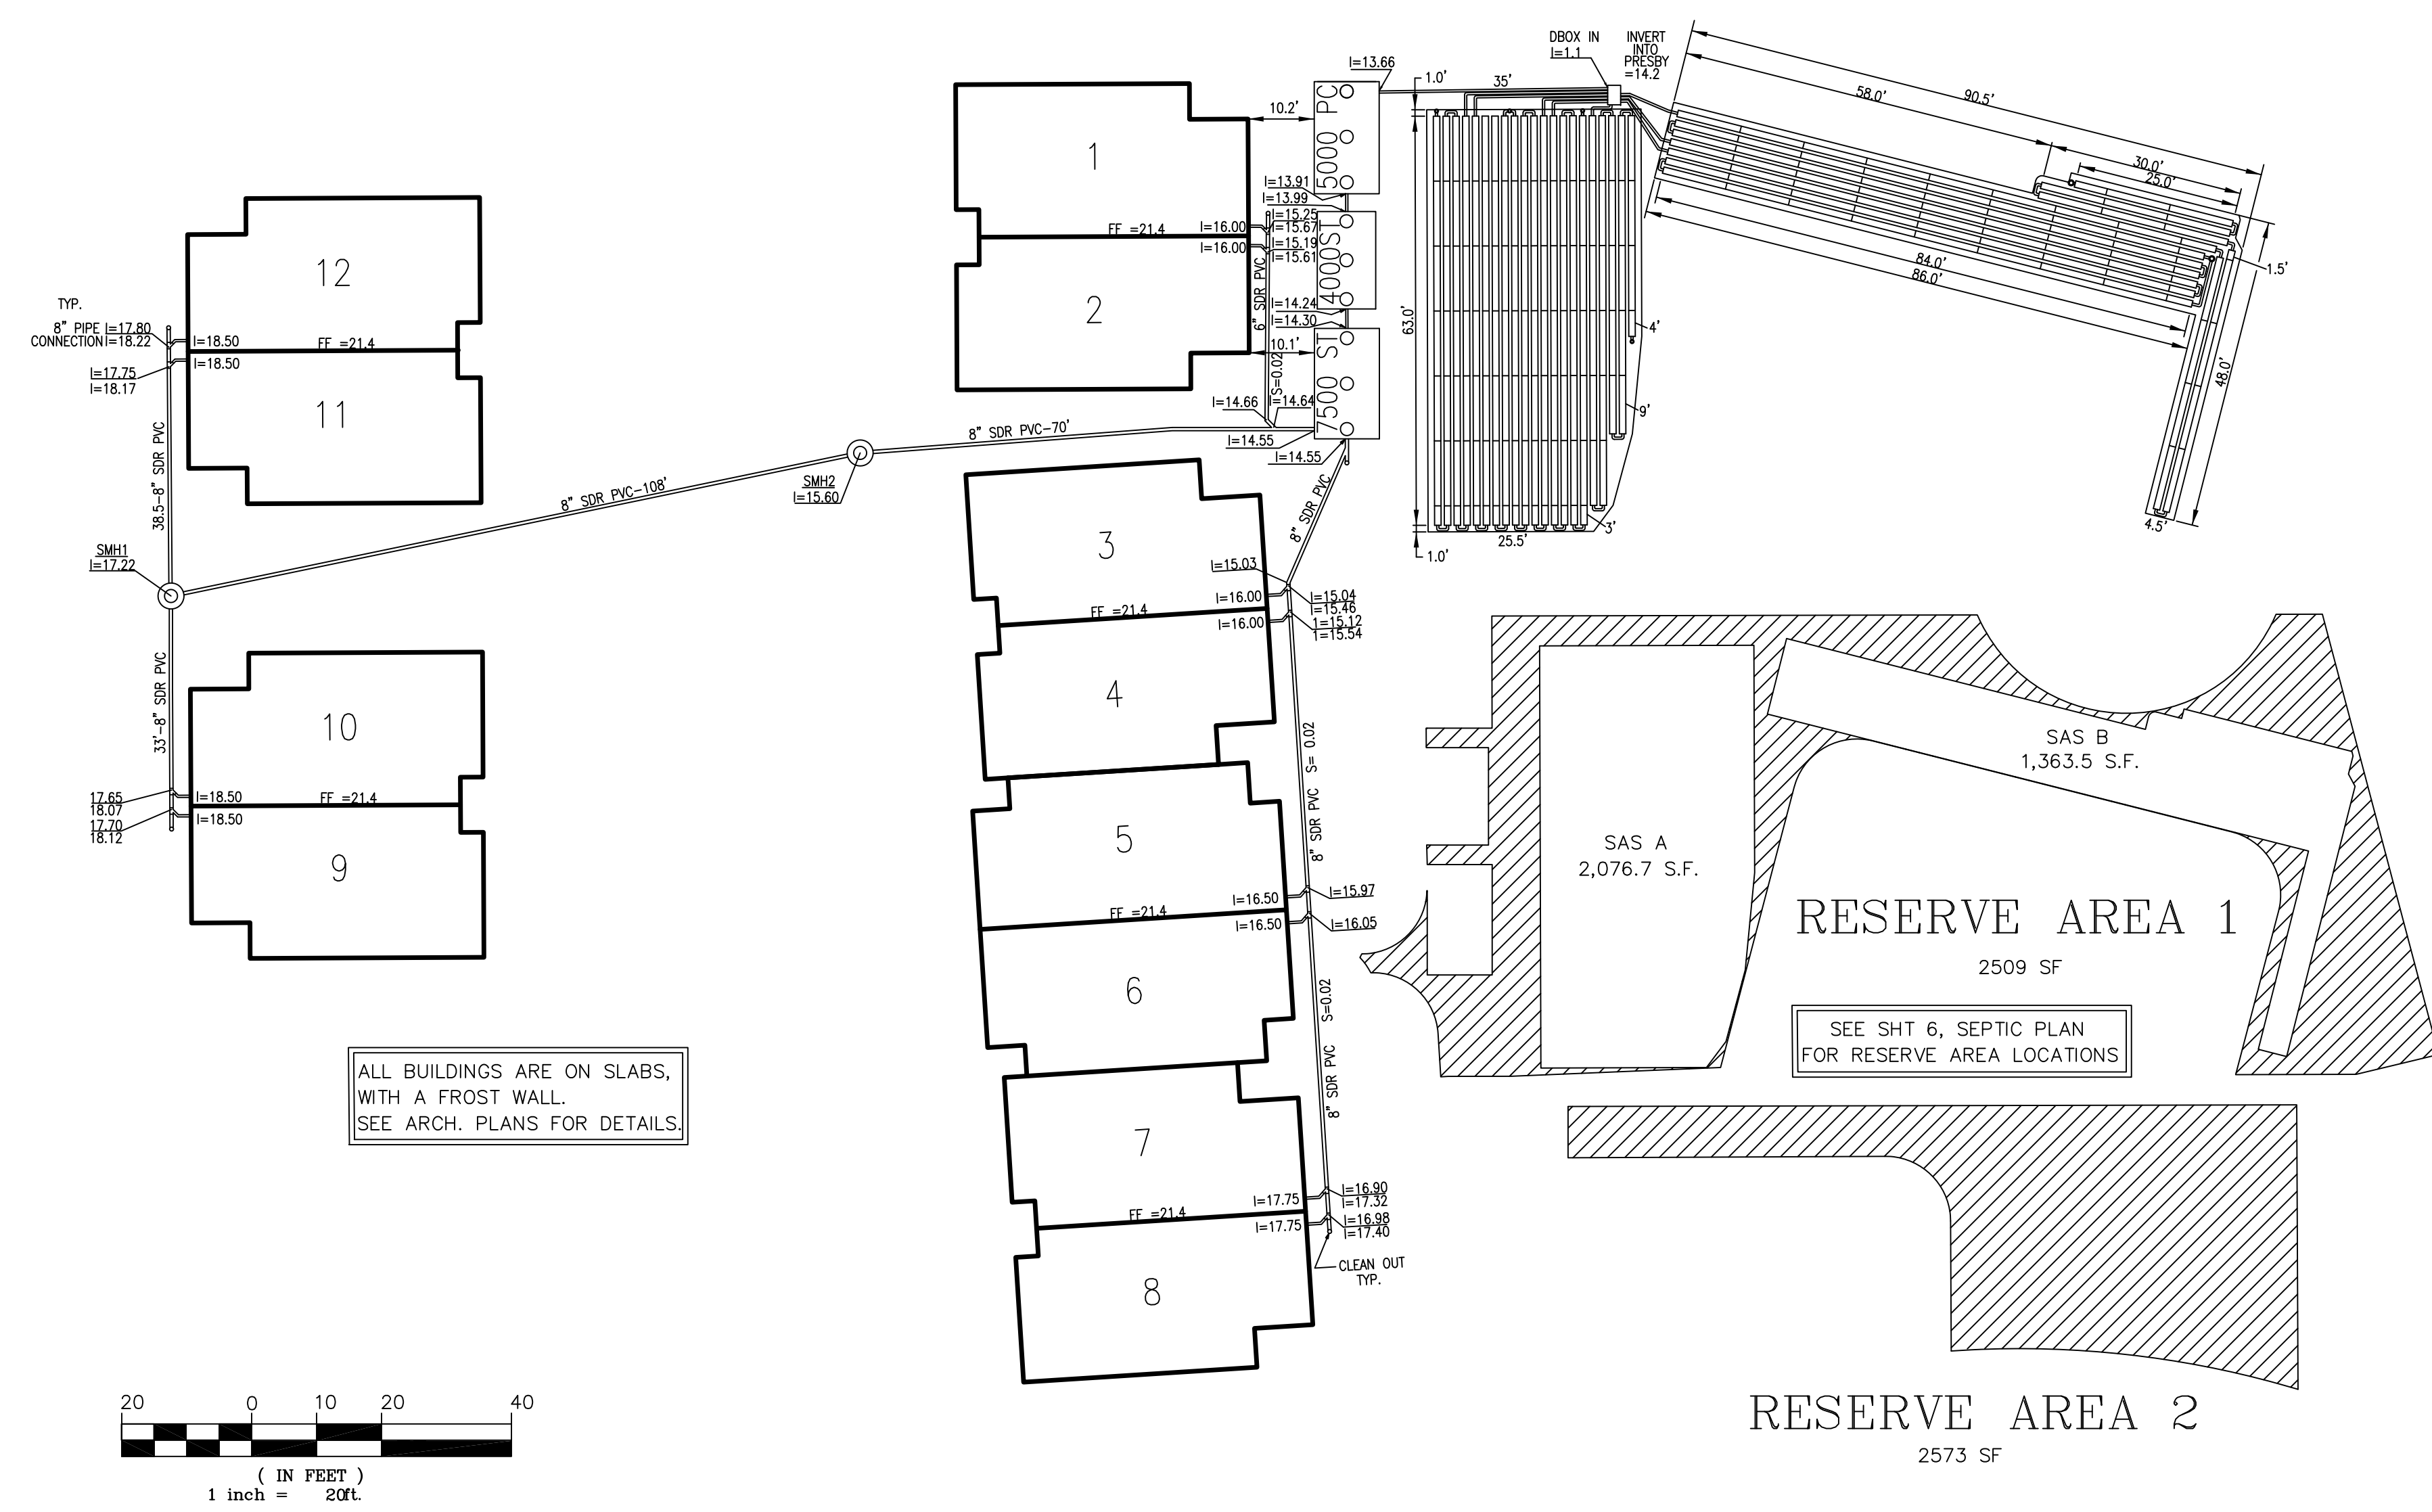 DBOX IN
I=1.1
INVERT
INTO
PRESBY
=14.2
I=13.66
35'
1.0'
90.5'
58.0'
30.0'
25.0'
84.0'
86.0'
1.5'
48.0'
4.5'
63.0'
4'
9'
3'
25.5'
1.0'
10.2'
5000 PC
I=13.91
I=13.99
4000ST
I=14.24
I=14.30
7500 ST
10.1'
1
FF =21.4
I=16.00
I=16.00
I=15.25
I=15.67
I=15.19
I=15.61
2
6" SDR PVC
S=0.02
I=14.66
I=14.64
I=14.55
I=14.55
8" SDR PVC
12
TYP.
8" PIPE
CONNECTION
I=17.80
I=18.22
I=18.50
FF =21.4
I=18.50
I=17.75
I=18.17
11
38.5-8" SDR PVC
8" SDR PVC-70'
8" SDR PVC-108'
SMH2
I=15.60
SMH1
I=17.22
33'-8" SDR PVC
10
17.65
18.07
17.70
18.12
I=18.50
FF =21.4
I=18.50
9
3
I=15.03
I=16.00
FF =21.4
I=16.00
I=15.04
I=15.46
1=15.12
1=15.54
4
8" SDR PVC S= 0.02
5
I=16.50
FF =21.4
I=16.50
I=15.97
I=16.05
6
8" SDR PVC S=0.02
7
I=17.75
FF =21.4
I=17.75
I=16.90
I=17.32
I=16.98
I=17.40
8
CLEAN OUT
TYP.
SAS A
2,076.7 S.F.
SAS B
1,363.5 S.F.
RESERVE AREA 1
2509 SF
SEE SHT 6, SEPTIC PLAN
FOR RESERVE AREA LOCATIONS
RESERVE AREA 2
2573 SF
ALL BUILDINGS ARE ON SLABS,
WITH A FROST WALL.
SEE ARCH. PLANS FOR DETAILS.
20 0 10 20 40
( IN FEET )
1 inch = 20ft.